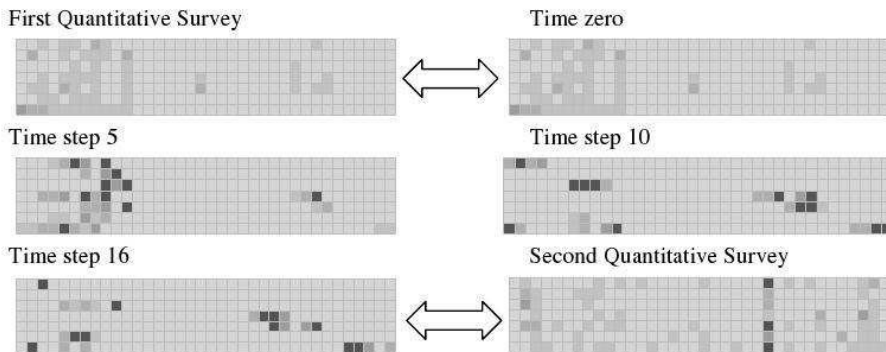 First Quantitative Survey
Time zero
Time step 5
Time step 10
Time step 16
Second Quantitative Survey